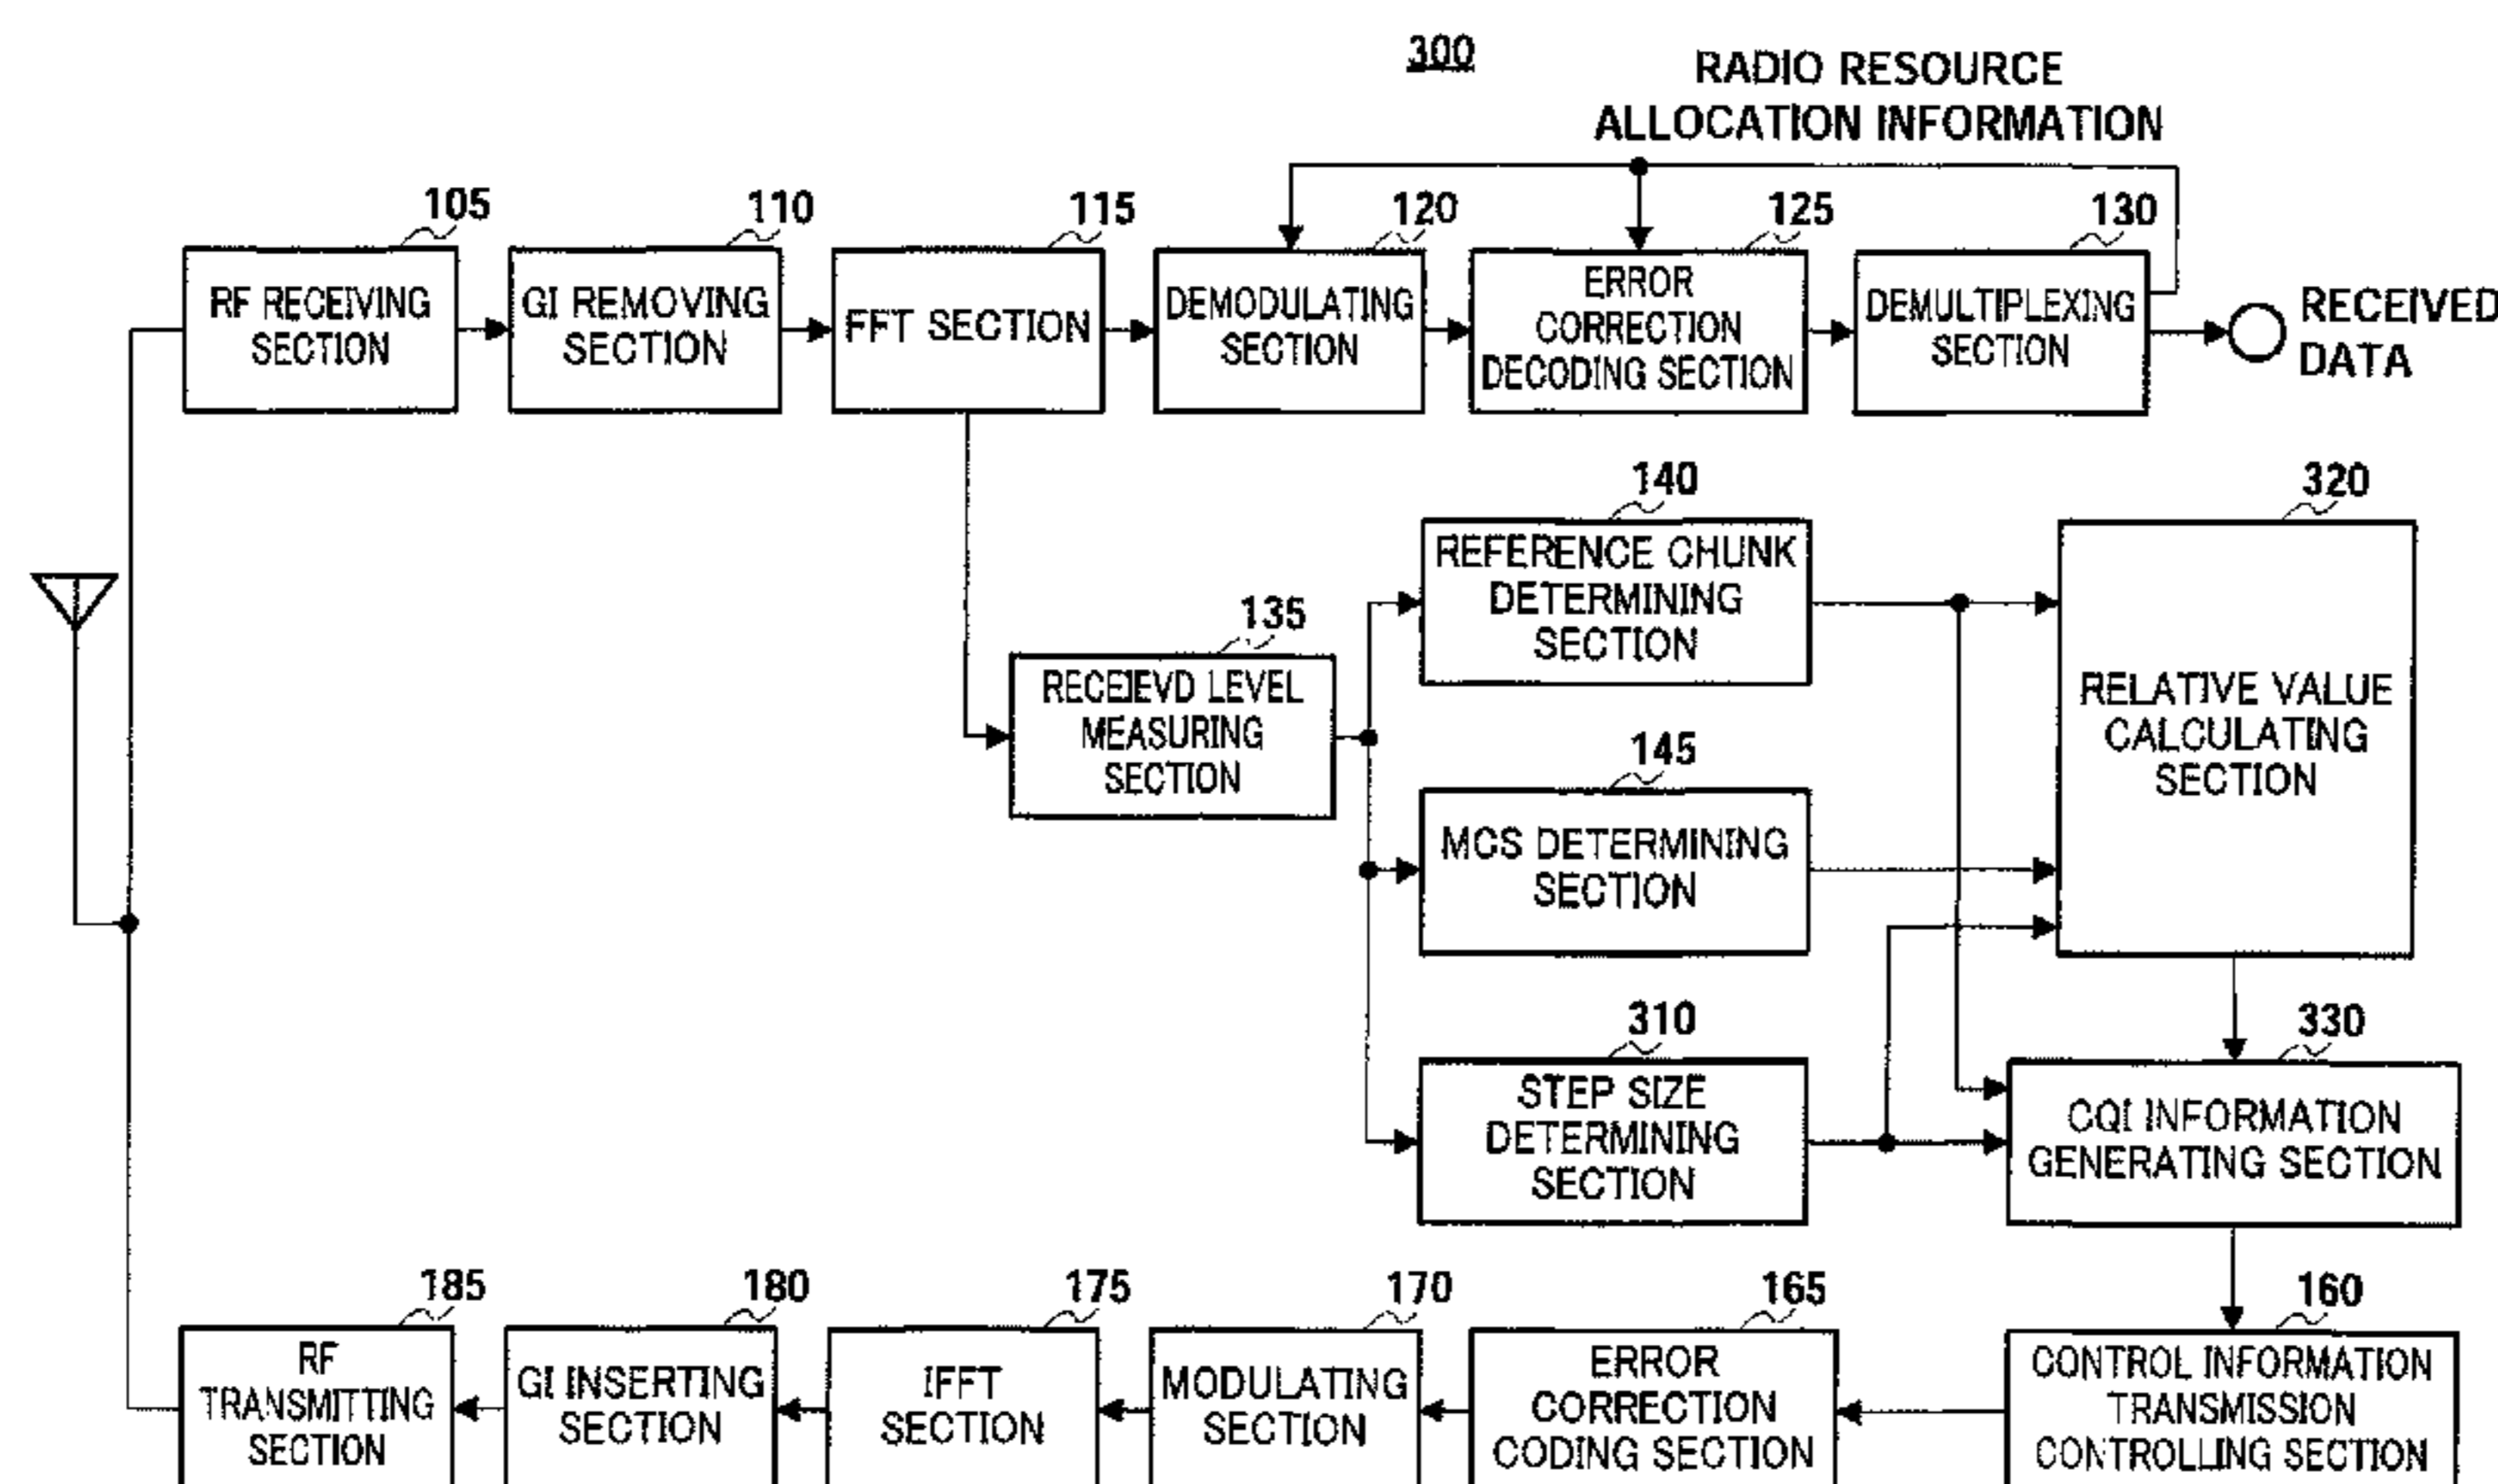 300
RADIO RESOURCE
ALLOCATION INFORMATION
105
110
115
120
125
130
RF RECEIVING
SECTION
GI REMOVING
SECTION
FFT SECTION
DEMODULATING
SECTION
ERROR
CORRECTION
DECODING SECTION
DEMULTIPLEXING
SECTION
RECEIVED
DATA
140
320
REFERENCE CHUNK
DETERMINING
SECTION
135
RECEIEVD LEVEL
MEASURING
SECTION
RELATIVE VALUE
CALCULATING
SECTION
145
MCS DETERMINING
SECTION
310
330
STEP SIZE
DETERMINING
SECTION
CQI INFORMATION
GENERATING SECTION
185
180
175
170
165
160
RF
TRANSMITTING
SECTION
GI INSERTING
SECTION
IFFT
SECTION
MODULATING
SECTION
ERROR
CORRECTION
CODING SECTION
CONTROL INFORMATION
TRANSMISSION
CONTROLLING SECTION